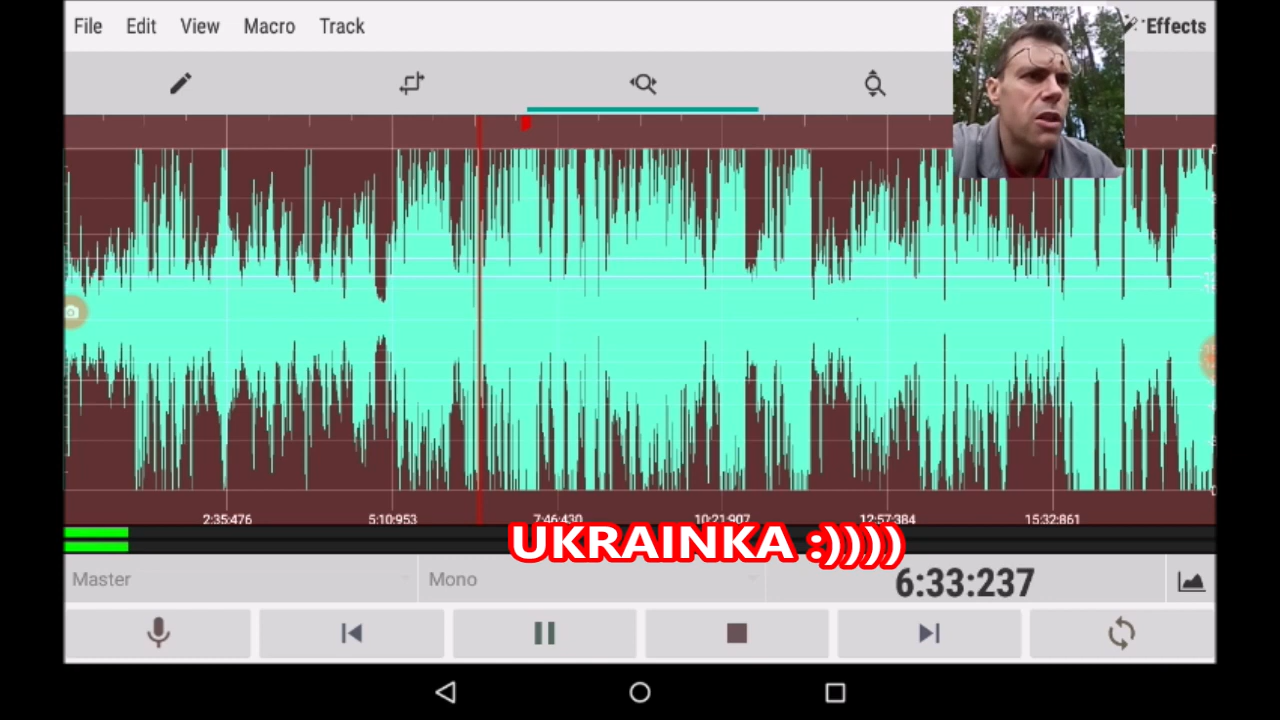 File Edit View Macro Track Effects
2:35:476 5:10:953 7:46:430 10:21:907 12:57:384 15:32:861
UKRAINKA :))))
Master Mono 6:33:237